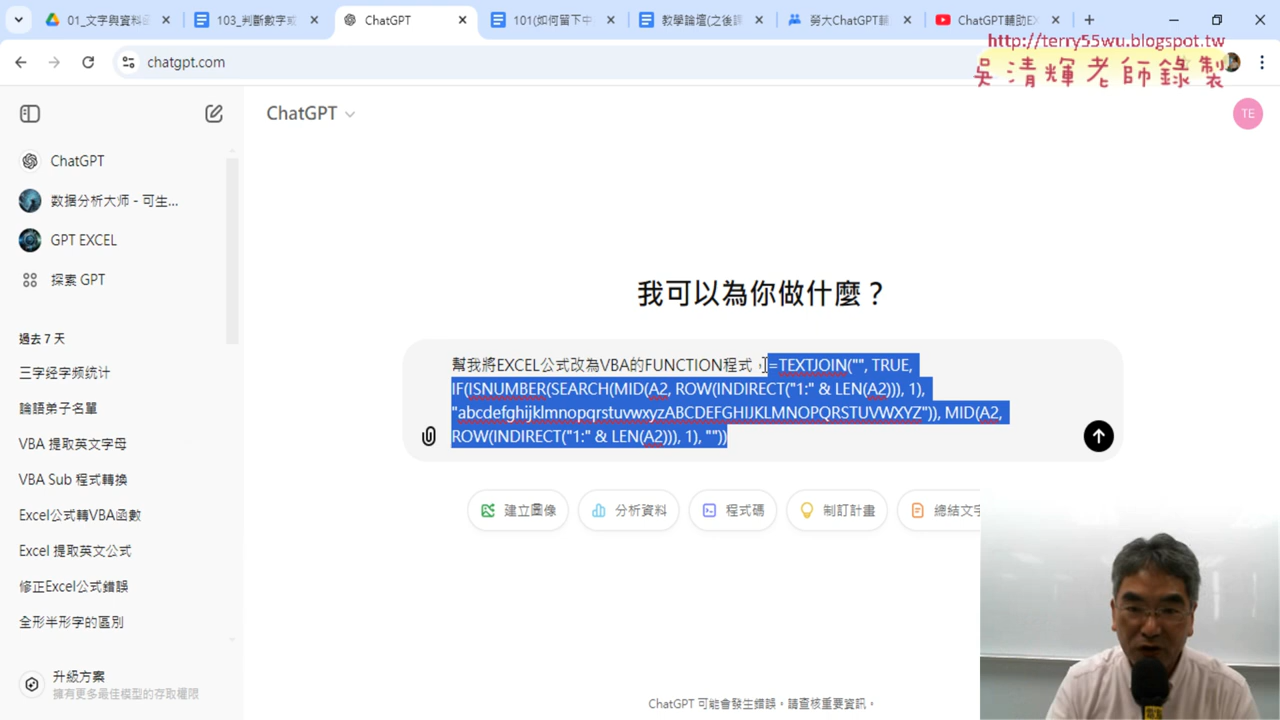 01_文字與資料函
103_判斷數字或
ChatGPT
101(如何留下中
教學論壇(之後課
勞大ChatGPT輔
ChatGPT輔助EX
chatgpt.com
http://terry55wu.blogspot.tw
吳清輝老師錄製
ChatGPT
TE
ChatGPT
数据分析大师 - 可生...
GPT EXCEL
探索 GPT
過去 7 天
三字经字频统计
論語弟子名單
VBA 提取英文字母
VBA Sub 程式轉換
Excel公式轉VBA函數
Excel 提取英文公式
修正Excel公式錯誤
全形半形字的區別
升級方案
擁有更多最佳模型的存取權限
我可以為你做什麼？
幫我將EXCEL公式改為VBA的FUNCTION程式，=TEXTJOIN("", TRUE,
IF(ISNUMBER(SEARCH(MID(A2, ROW(INDIRECT("1:" & LEN(A2))), 1),
"abcdefghijklmnopqrstuvwxyzABCDEFGHIJKLMNOPQRSTUVWXYZ")), MID(A2,
ROW(INDIRECT("1:" & LEN(A2))), 1), ""))
建立圖像
分析資料
程式碼
制訂計畫
總結文字
ChatGPT 可能會發生錯誤。請查核重要資訊。